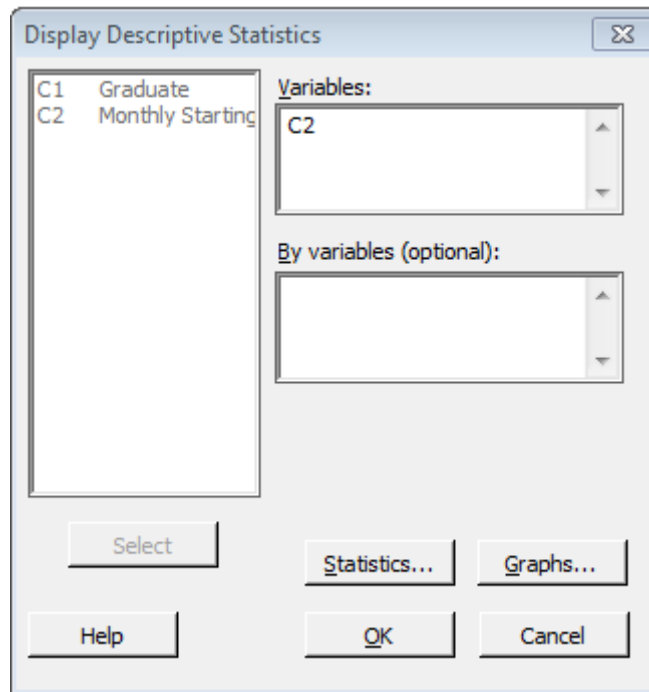 Display Descriptive Statistics
C1 Graduate
C2 Monthly Starting
Variables:
C2
By variables (optional):
Select
Statistics...
Graphs...
Help
OK
Cancel